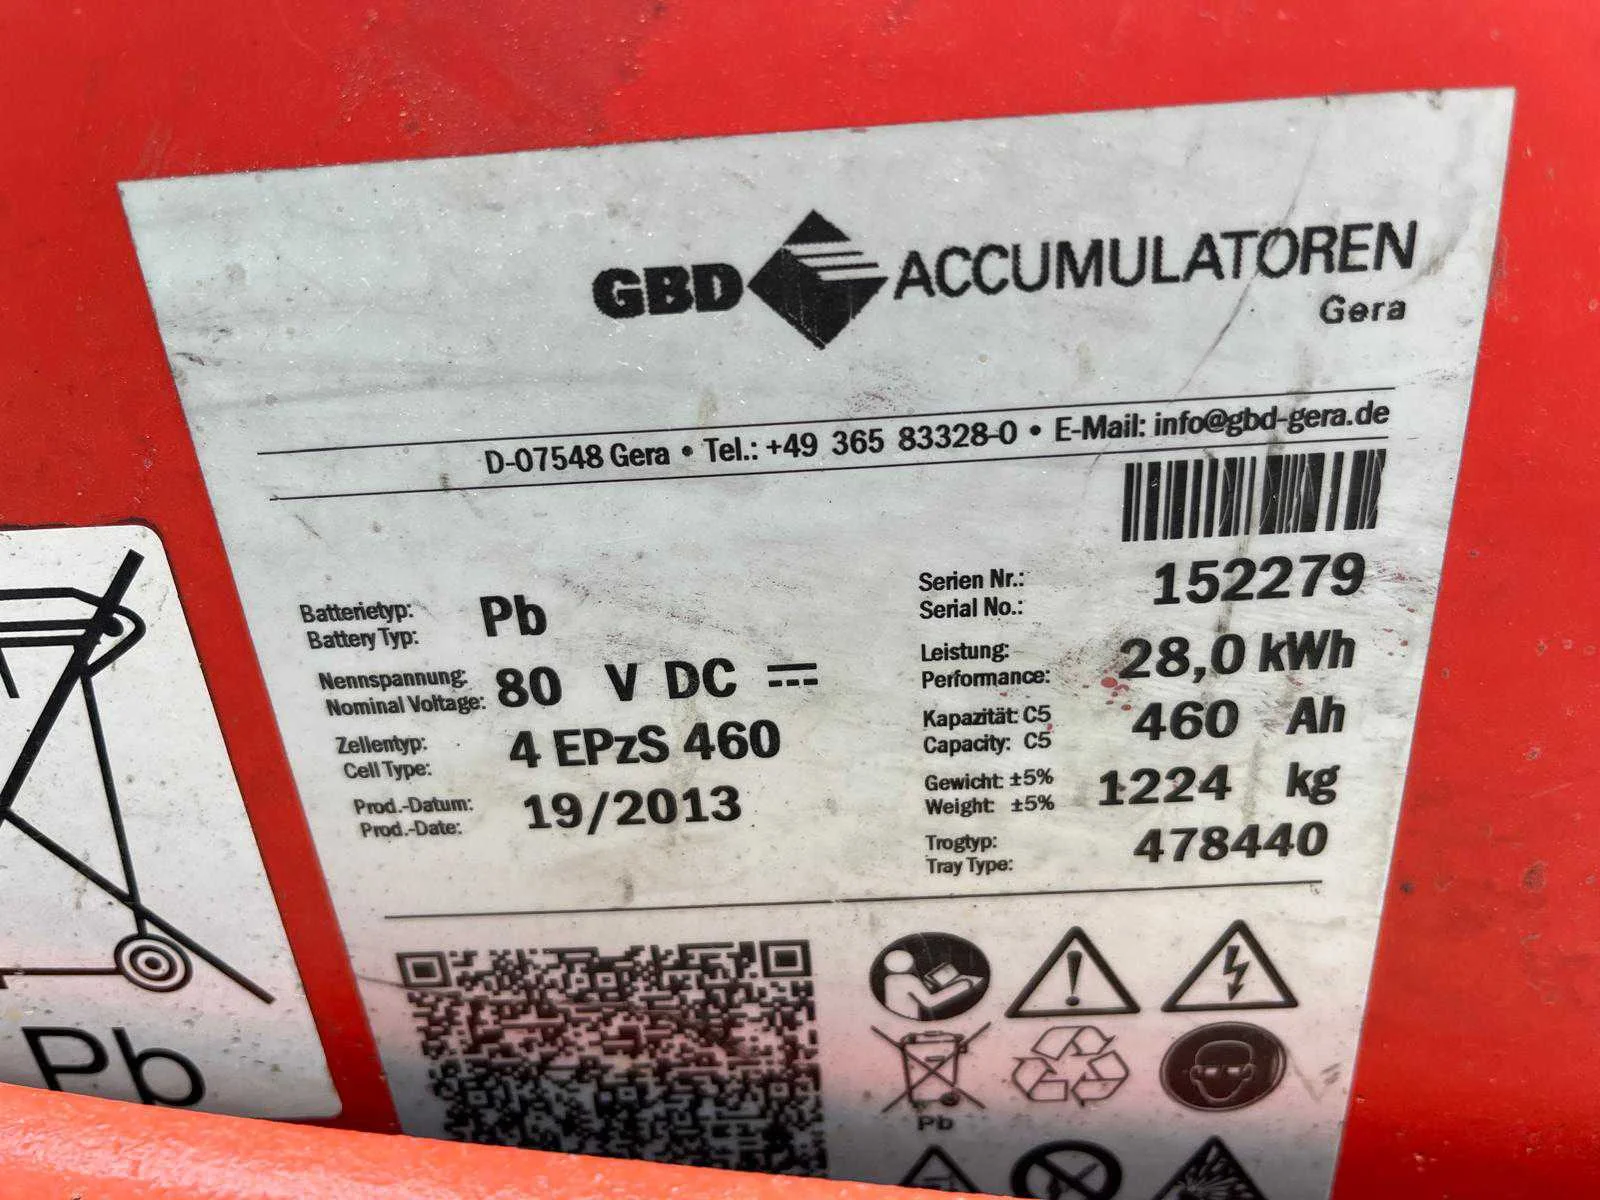 GBD ACCUMULATOREN
Gera
D-07548 Gera • Tel.: +49 365 83328-0 • E-Mail: info@gbd-gera.de
Batterietyp:
Battery Typ:
Pb
Nennspannung:
Nominal Voltage:
80 V DC
Zellentyp:
Cell Type:
4 EPzS 460
Prod.-Datum:
Prod.-Date:
19/2013
Serien Nr.:
Serial No.:
152279
Leistung:
Performance:
28,0 kWh
Kapazität: C5
Capacity: C5
460 Ah
Gewicht: ±5%
Weight: ±5%
1224 kg
Trogtyp:
Tray Type:
478440
Pb
Pb